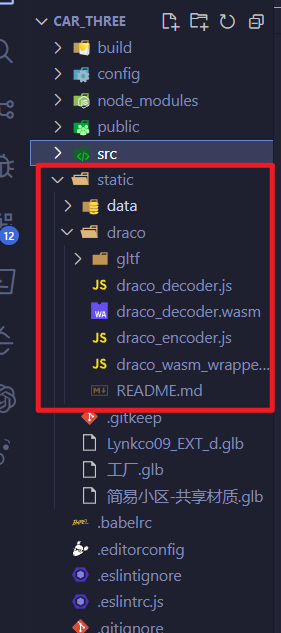 CAR_THREE
build
config
node_modules
public
src
static
data
draco
gltf
JS draco_decoder.js
WA draco_decoder.wasm
JS draco_encoder.js
JS draco_wasm_wrappe...
README.md
.gitkeep
Lynkco09_EXT_d.glb
工厂.glb
简易小区-共享材质.glb
.babelrc
.editorconfig
.eslintignore
.eslintrc.js
.gitignore
12